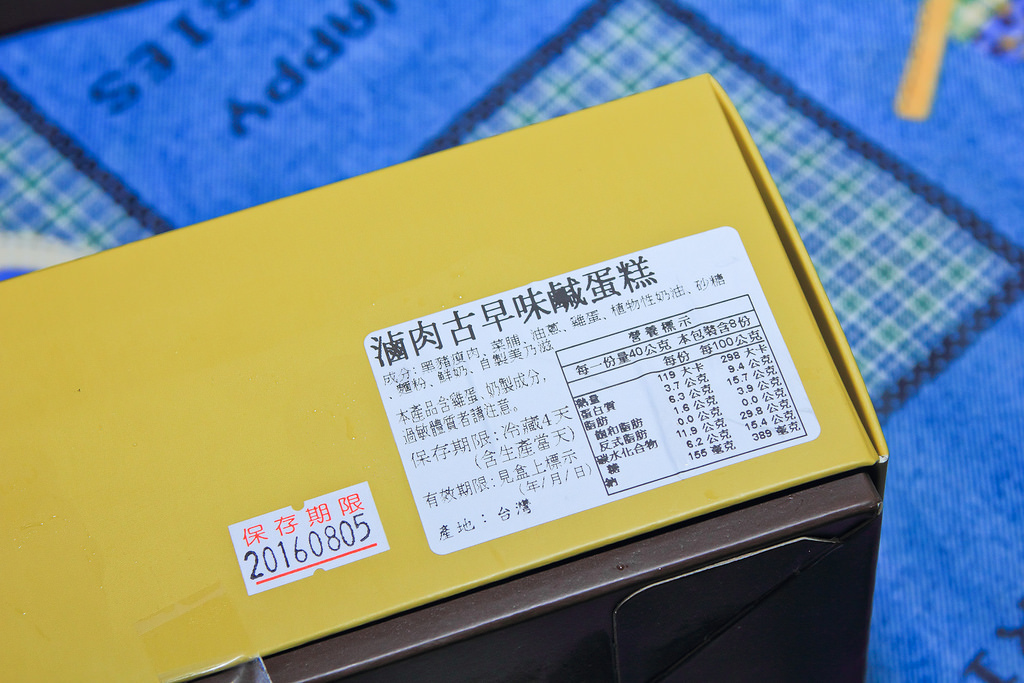 HAPPY
滷肉古早味鹹蛋糕
成分:黑豬瘦肉、菜脯、油蔥、雞蛋、植物性奶油、砂糖
、麵粉、鮮奶、自製美乃滋
本產品含雞蛋、奶製成分,
過敏體質者請注意。
保存期限:冷藏4天
(含生產當天)
有效期限:見盒上標示
(年/月/日)
產地:台灣
營養標示
每一份量40公克 本包裝含8份
每份 每100公克
熱量 119 大卡 298 大卡
蛋白質 3.7 公克 9.4 公克
脂肪 6.3 公克 15.7 公克
飽和脂肪 1.6 公克 3.9 公克
反式脂肪 0.0 公克 0.0 公克
碳水化合物 11.9 公克 29.8 公克
糖 6.2 公克 15.4 公克
鈉 155 毫克 389 毫克
保存期限
20160805